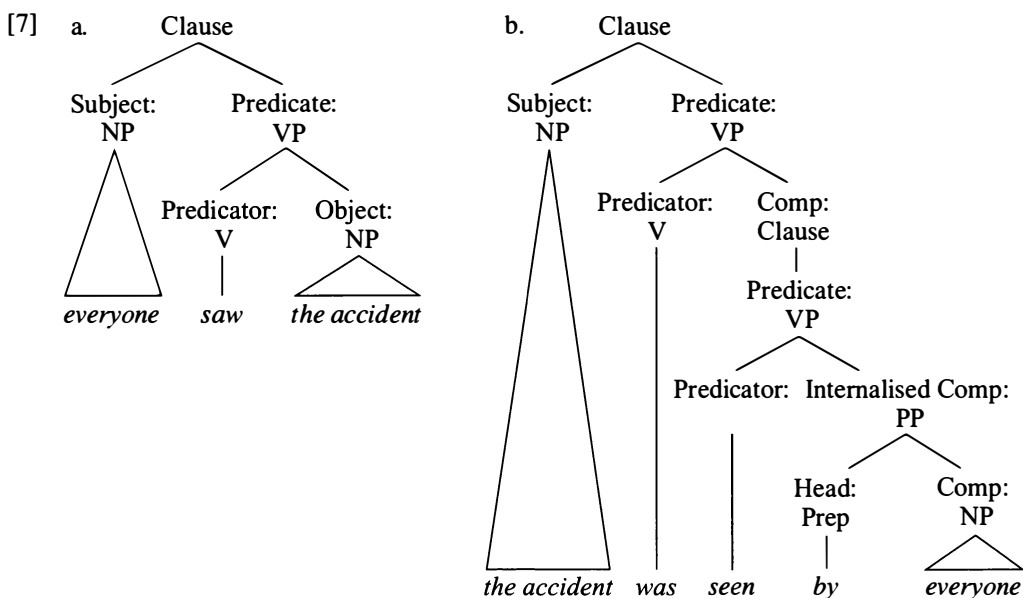 [7] a. Clause
Subject: Predicate:
NP VP
Predicator: Object:
V NP
everyone saw the accident
b. Clause
Subject: Predicate:
NP VP
Predicator: Comp:
V Clause
Predicate:
VP
Predicator: Internalised Comp:
PP
Head: Comp:
Prep NP
the accident was seen by everyone